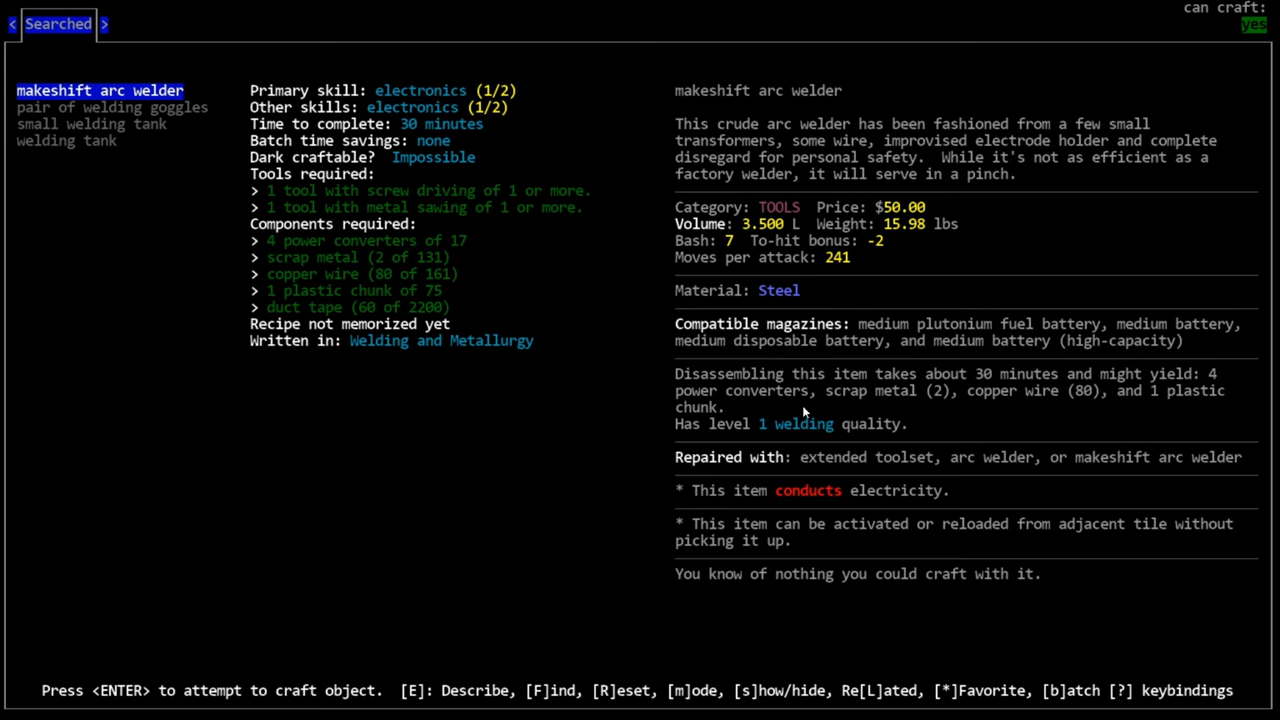 can craft:
< Searched > yes
makeshift arc welder
pair of welding goggles
small welding tank
welding tank
Primary skill: electronics (1/2)
Other skills: electronics (1/2)
Time to complete: 30 minutes
Batch time savings: none
Dark craftable?  Impossible
Tools required:
> 1 tool with screw driving of 1 or more.
> 1 tool with metal sawing of 1 or more.
Components required:
> 4 power converters of 17
> scrap metal (2 of 131)
> copper wire (80 of 161)
> 1 plastic chunk of 75
> duct tape (60 of 2200)
Recipe not memorized yet
Written in: Welding and Metallurgy
makeshift arc welder
This crude arc welder has been fashioned from a few small
transformers, some wire, improvised electrode holder and complete
disregard for personal safety.  While it's not as efficient as a
factory welder, it will serve in a pinch.
Category: TOOLS  Price: $50.00
Volume: 3.500 L  Weight: 15.98 lbs
Bash: 7  To-hit bonus: -2
Moves per attack: 241
Material: Steel
Compatible magazines: medium plutonium fuel battery, medium battery,
medium disposable battery, and medium battery (high-capacity)
Disassembling this item takes about 30 minutes and might yield: 4
power converters, scrap metal (2), copper wire (80), and 1 plastic
chunk.
Has level 1 welding quality.
Repaired with: extended toolset, arc welder, or makeshift arc welder
* This item conducts electricity.
* This item can be activated or reloaded from adjacent tile without
picking it up.
You know of nothing you could craft with it.
Press <ENTER> to attempt to craft object.  [E]: Describe, [F]ind, [R]eset, [m]ode, [s]how/hide, Re[L]ated, [*]Favorite, [b]atch [?] keybindings